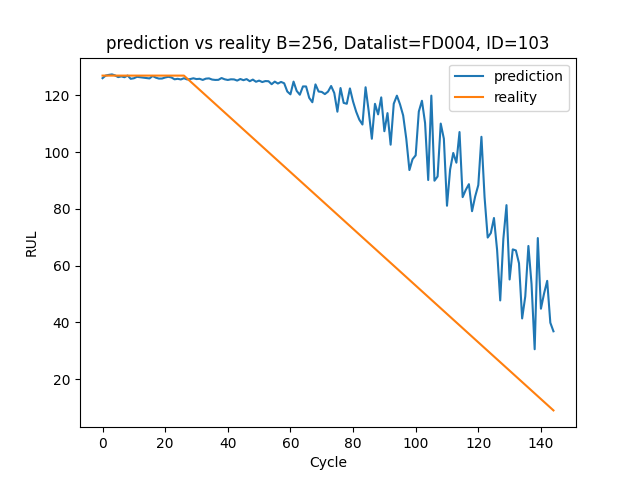 prediction vs reality B=256, Datalist=FD004, ID=103
prediction
reality
RUL
120
100
80
60
40
20
0 20 40 60 80 100 120 140
Cycle